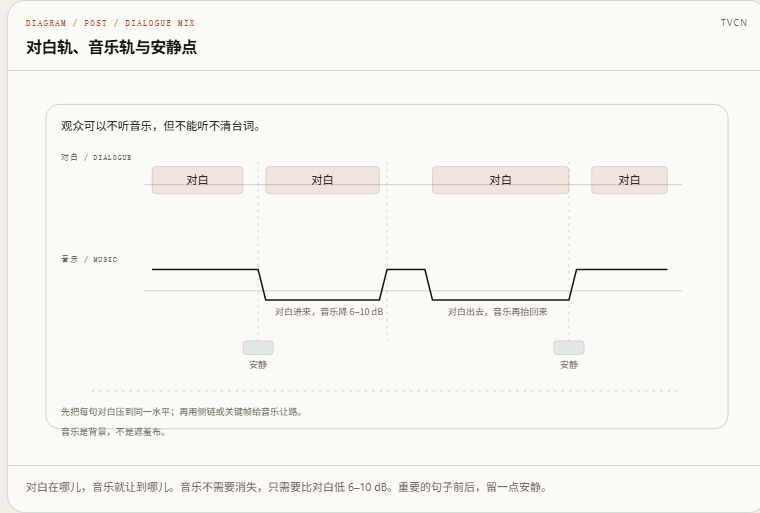 DIAGRAM / POST / DIALOGUE MIX
TVCN
对白轨、音乐轨与安静点
观众可以不听音乐，但不能听不清台词。
对白 / DIALOGUE
对白 对白 对白 对白
音乐 / MUSIC
对白进来，音乐降 6–10 dB 对白出去，音乐再抬回来
安静 安静
先把每句对白压到同一水平；再用侧链或关键帧给音乐让路。
音乐是背景，不是遮羞布。
对白在哪儿，音乐就让到哪儿。音乐不需要消失，只需要比对白低 6–10 dB。重要的句子前后，留一点安静。